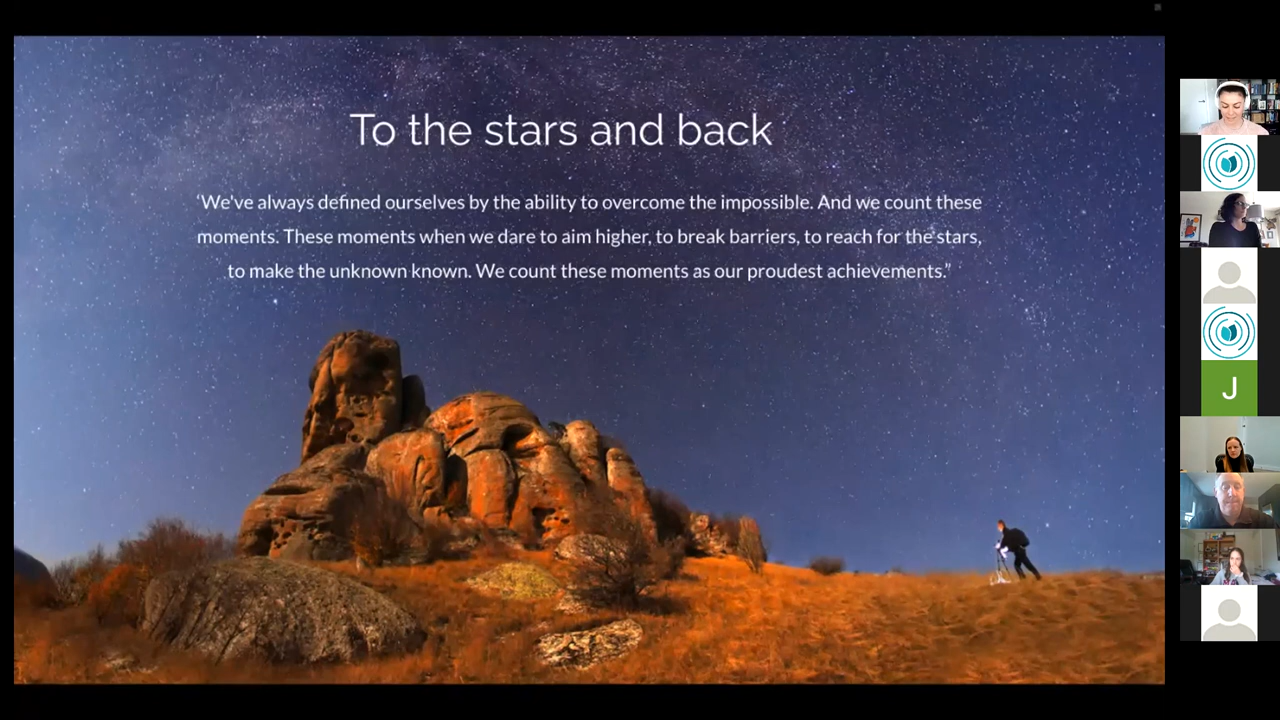 To the stars and back
‘We've always defined ourselves by the ability to overcome the impossible. And we count these
moments. These moments when we dare to aim higher, to break barriers, to reach for the stars,
to make the unknown known. We count these moments as our proudest achievements.”
J